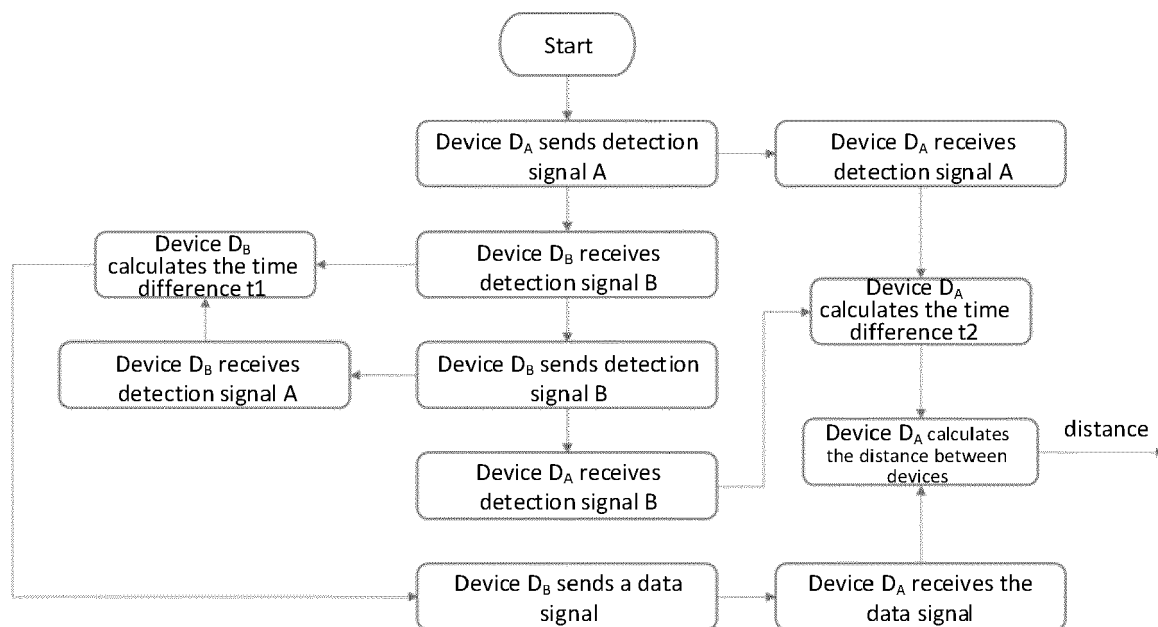 Start
Device DA sends detection
signal A
Device DA receives
detection signal A
Device DB
calculates the time
difference t1
Device DB receives
detection signal B
Device DA
calculates the time
difference t2
Device DB receives
detection signal A
Device DB sends detection
signal B
Device DA calculates
the distance between
devices
distance
Device DA receives
detection signal B
Device DB sends a data
signal
Device DA receives the
data signal